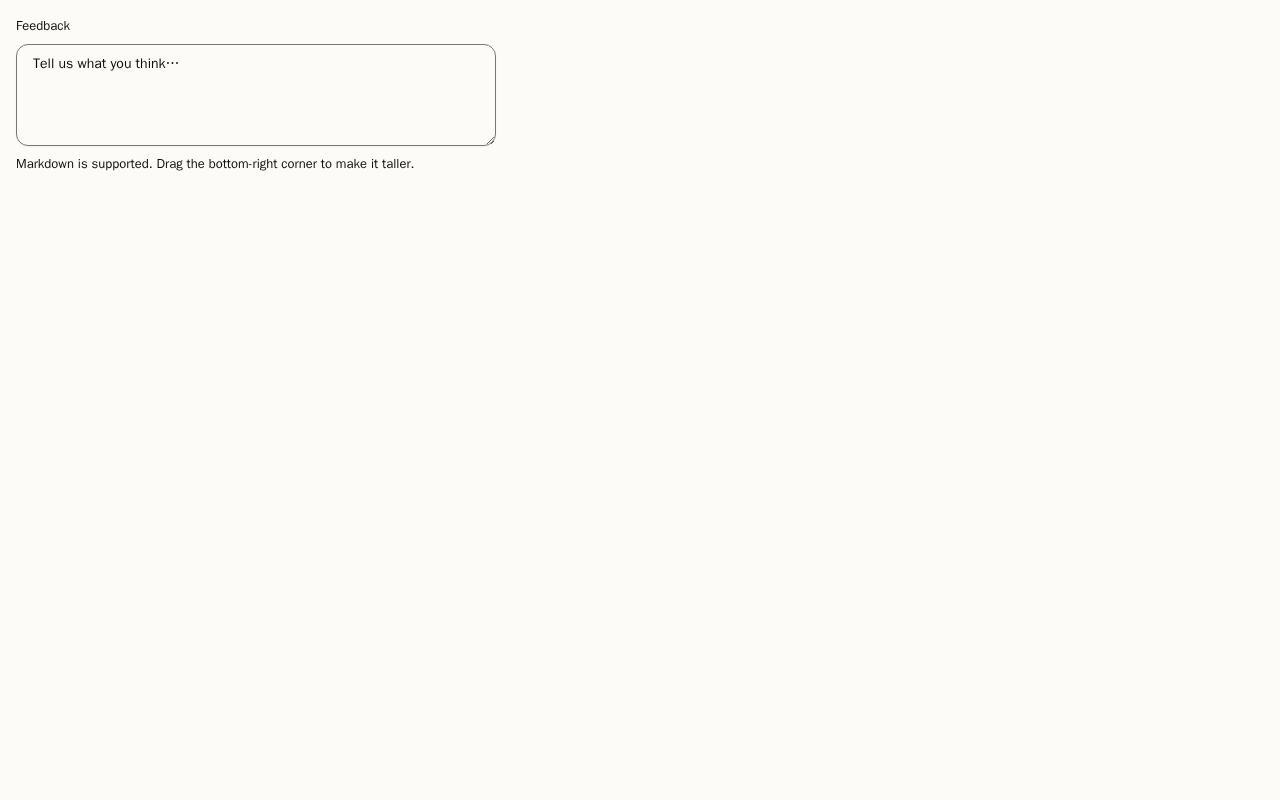 Feedback
Tell us what you think⋯
Markdown is supported. Drag the bottom-right corner to make it taller.